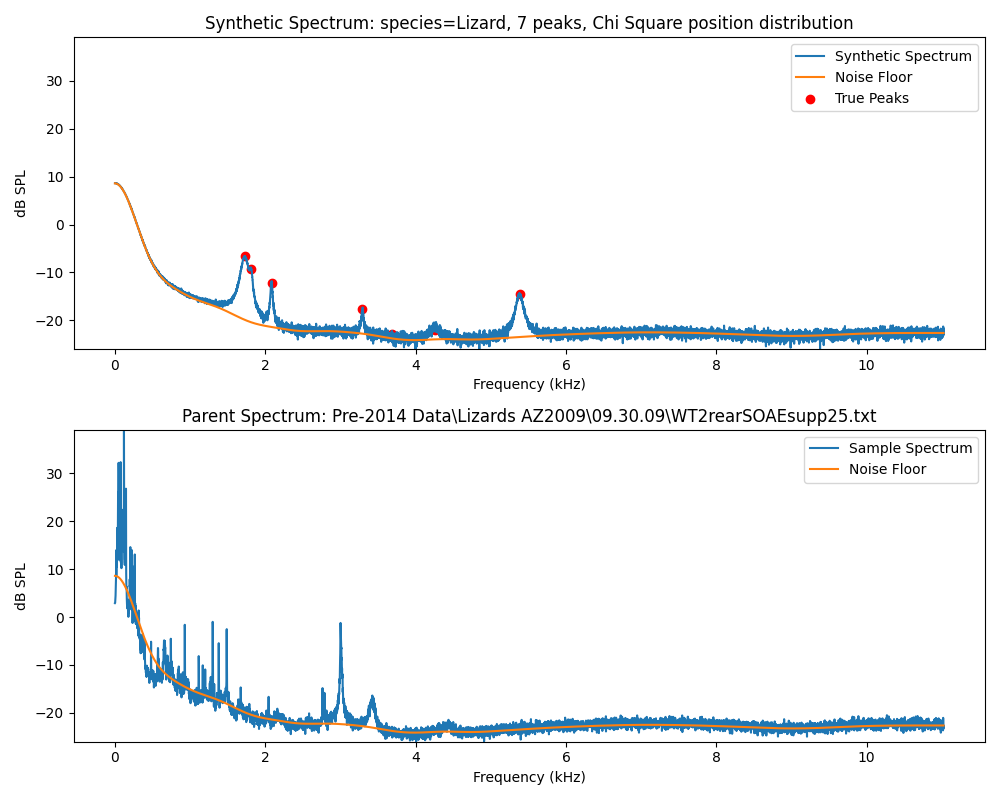 Synthetic Spectrum: species=Lizard, 7 peaks, Chi Square position distribution
30
20
10
0
−10
−20
dB SPL
Synthetic Spectrum
Noise Floor
True Peaks
0 2 4 6 8 10
Frequency (kHz)
Parent Spectrum: Pre-2014 Data\Lizards AZ2009\09.30.09\WT2rearSOAEsupp25.txt
30
20
10
0
−10
−20
dB SPL
Sample Spectrum
Noise Floor
0 2 4 6 8 10
Frequency (kHz)